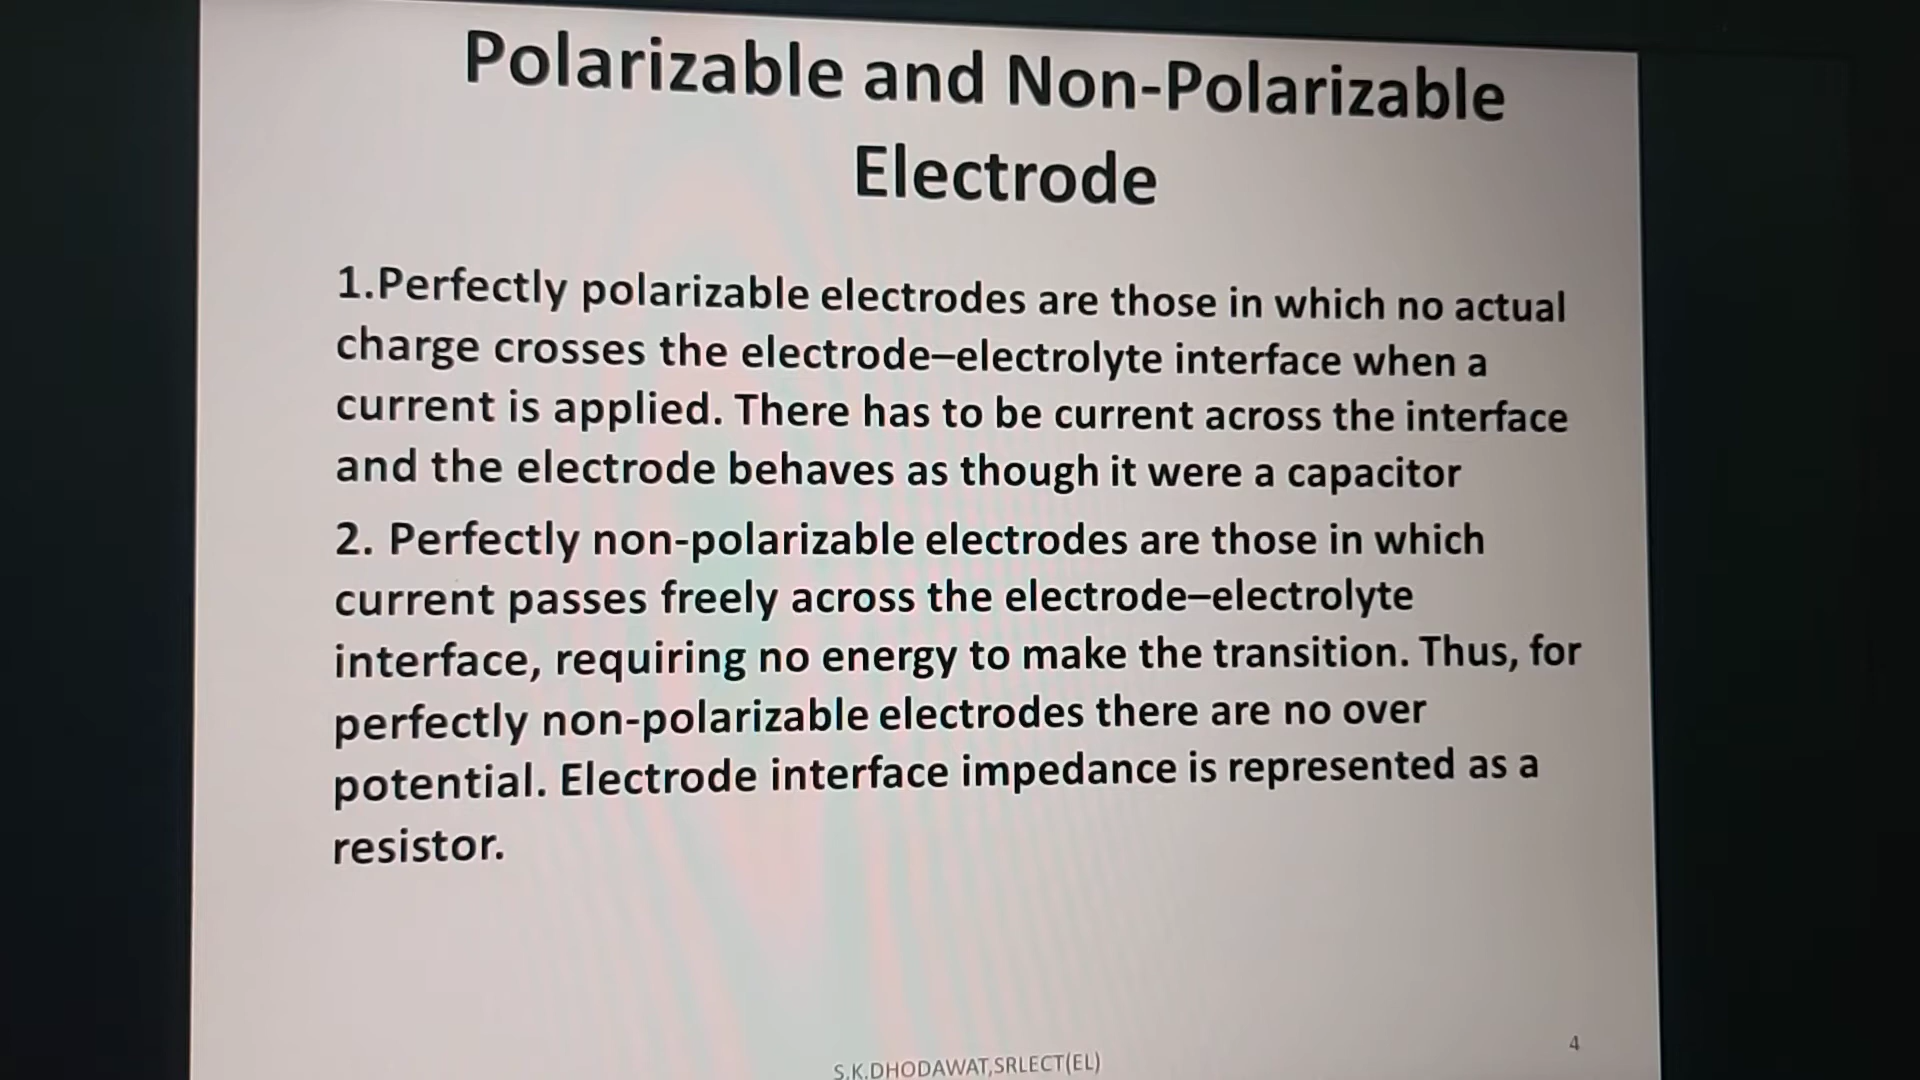 Polarizable and Non-Polarizable
Electrode
1.Perfectly polarizable electrodes are those in which no actual
charge crosses the electrode–electrolyte interface when a
current is applied. There has to be current across the interface
and the electrode behaves as though it were a capacitor
2. Perfectly non-polarizable electrodes are those in which
current passes freely across the electrode–electrolyte
interface, requiring no energy to make the transition. Thus, for
perfectly non-polarizable electrodes there are no over
potential. Electrode interface impedance is represented as a
resistor.
4
S.K.DHODAWAT,SRLECT(EL)